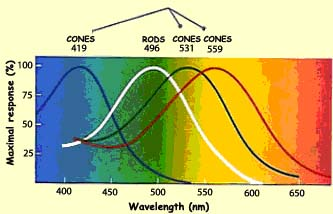 CONES RODS CONES CONES
419 496 531 559
Maximal response (%)
100
75
50
25
400 450 500 550 600 650
Wavelength (nm)